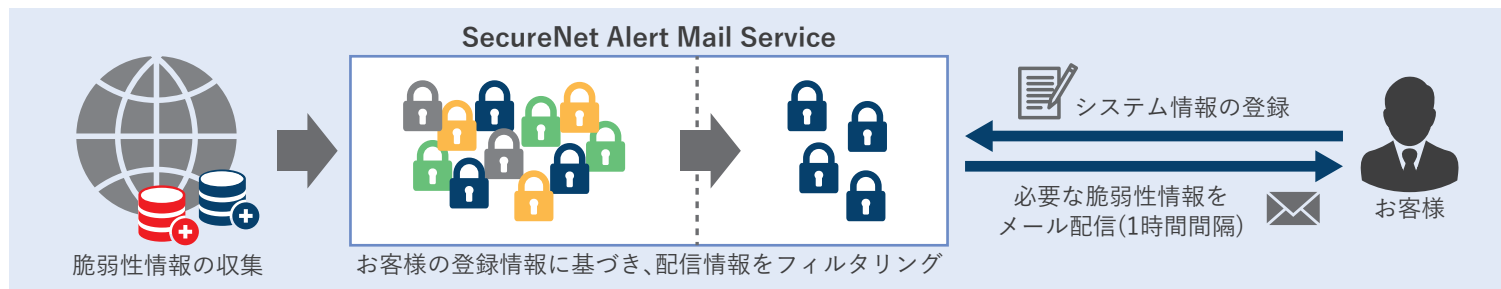 SecureNet Alert Mail Service
システム情報の登録
必要な脆弱性情報を
メール配信(1時間間隔)
お客様
脆弱性情報の収集
お客様の登録情報に基づき、配信情報をフィルタリング